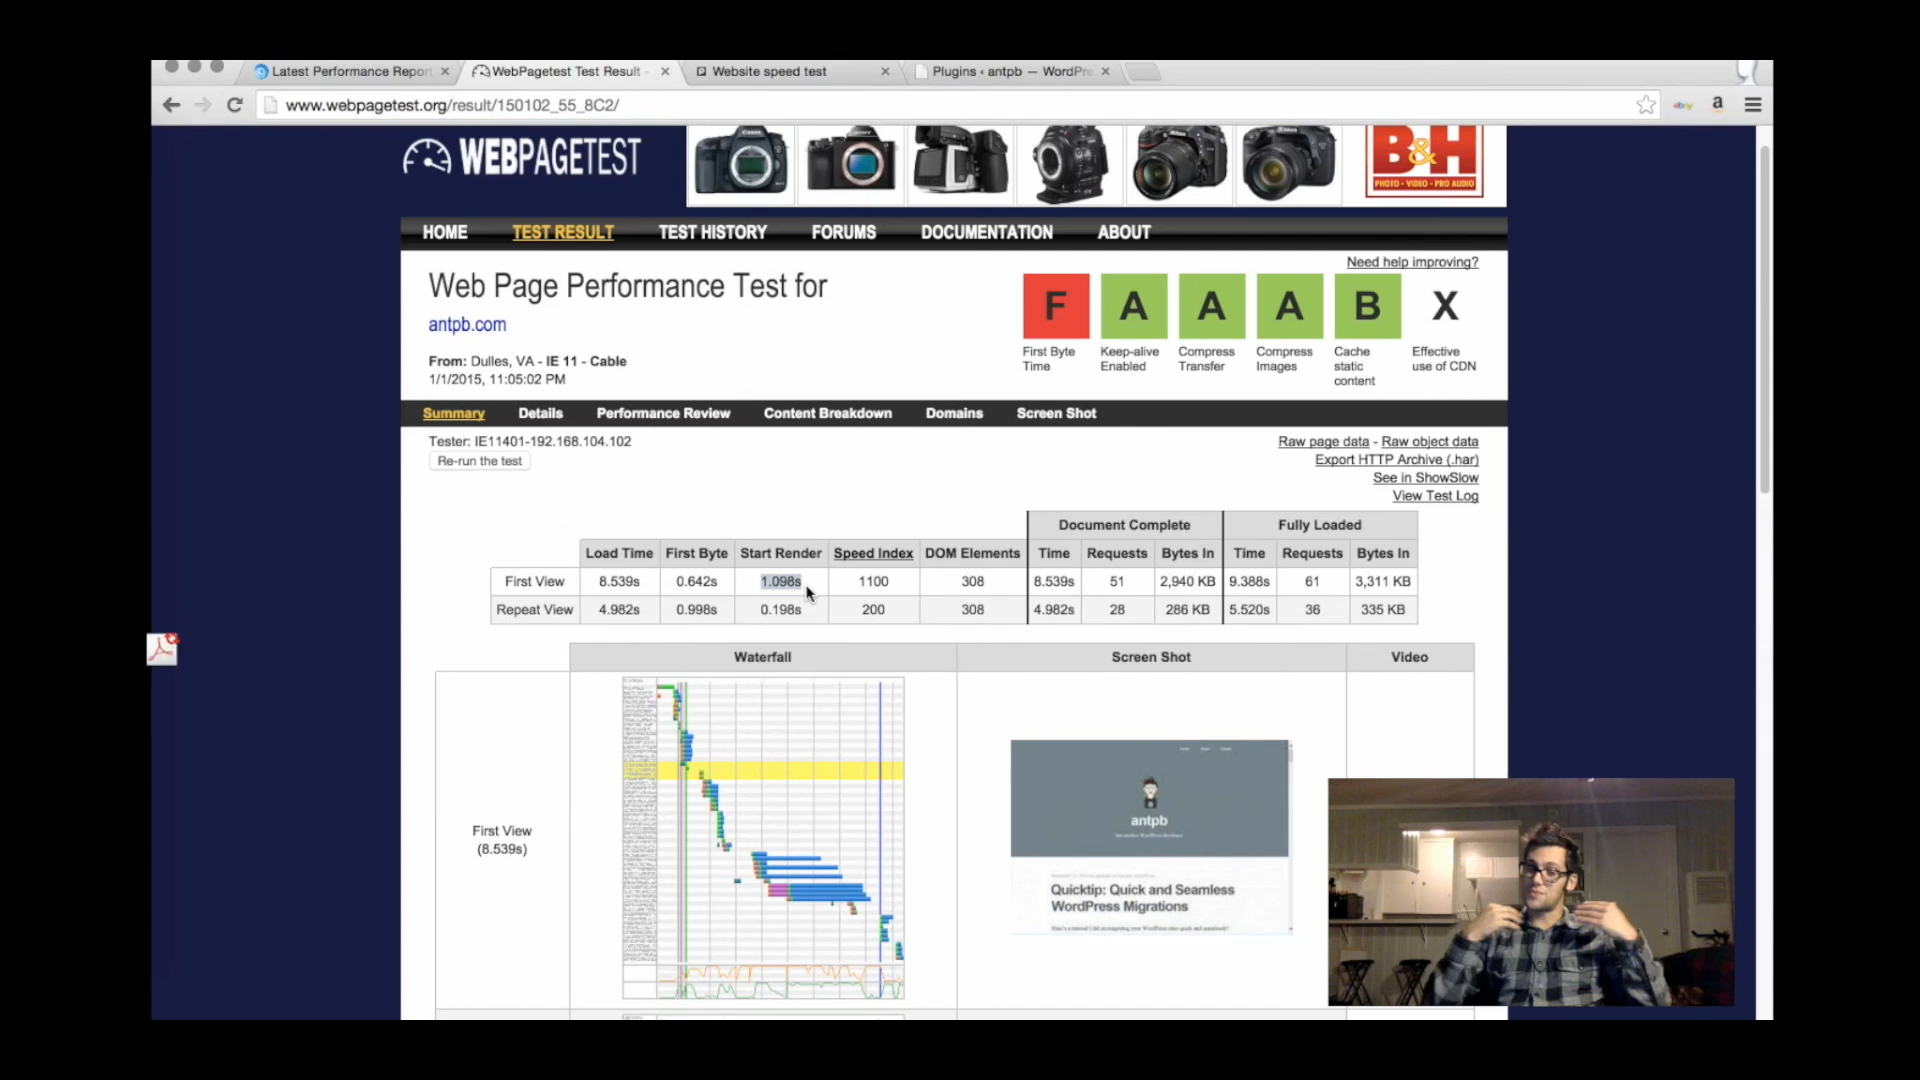 Latest Performance Report
WebPagetest Test Result -
Website speed test
Plugins ‹ antpb — WordPre
www.webpagetest.org/result/150102_55_8C2/
ebay
a
WEBPAGETEST
B&H
PHOTO - VIDEO - PRO AUDIO
HOME
TEST RESULT
TEST HISTORY
FORUMS
DOCUMENTATION
ABOUT
Need help improving?
Web Page Performance Test for
antpb.com
From: Dulles, VA - IE 11 - Cable
1/1/2015, 11:05:02 PM
F A A A B X
First Byte Time
Keep-alive Enabled
Compress Transfer
Compress Images
Cache static content
Effective use of CDN
Summary
Details
Performance Review
Content Breakdown
Domains
Screen Shot
Tester: IE11401-192.168.104.102
Re-run the test
Raw page data - Raw object data
Export HTTP Archive (.har)
See in ShowSlow
View Test Log
Document Complete Fully Loaded
Load Time First Byte Start Render Speed Index DOM Elements Time Requests Bytes In Time Requests Bytes In
First View 8.539s 0.642s 1.098s 1100 308 8.539s 51 2,940 KB 9.388s 61 3,311 KB
Repeat View 4.982s 0.998s 0.198s 200 308 4.982s 28 286 KB 5.520s 36 335 KB
Waterfall Screen Shot Video
First View
(8.539s)
antpb
Quicktip: Quick and Seamless
WordPress Migrations